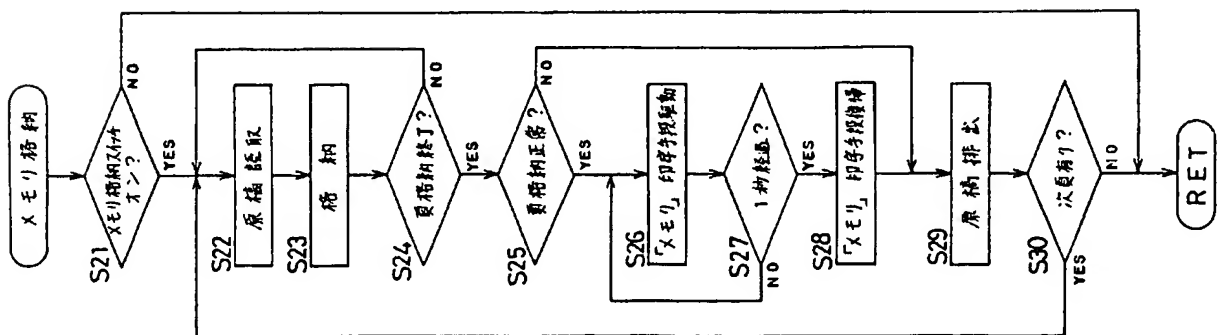 メモリ格納
S21
メモリ格納スイッチ
オン?
NO
YES
S22
原稿読取
S23
格納
S24
頁格納終了?
NO
YES
S25
頁格納正常?
NO
YES
S26
「メモリ」印字手段駆動
S27
1秒経過?
NO
YES
S28
「メモリ」印字手段復帰
S29
原稿排出
S30
次頁有り?
NO
YES
RET